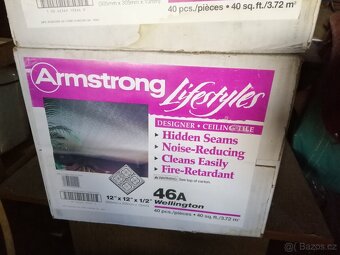 40 pcs./pièces • 40 sq. ft./3.72 m²
Armstrong
Lifestyles
DESIGNER • CEILING TILE
Hidden Seams
Noise-Reducing
Cleans Easily
Fire-Retardant
46A
12" x 12" x 1/2"
Wellington
40 pcs./pièces • 40 sq. ft./3.72 m²
Bazoš.cz